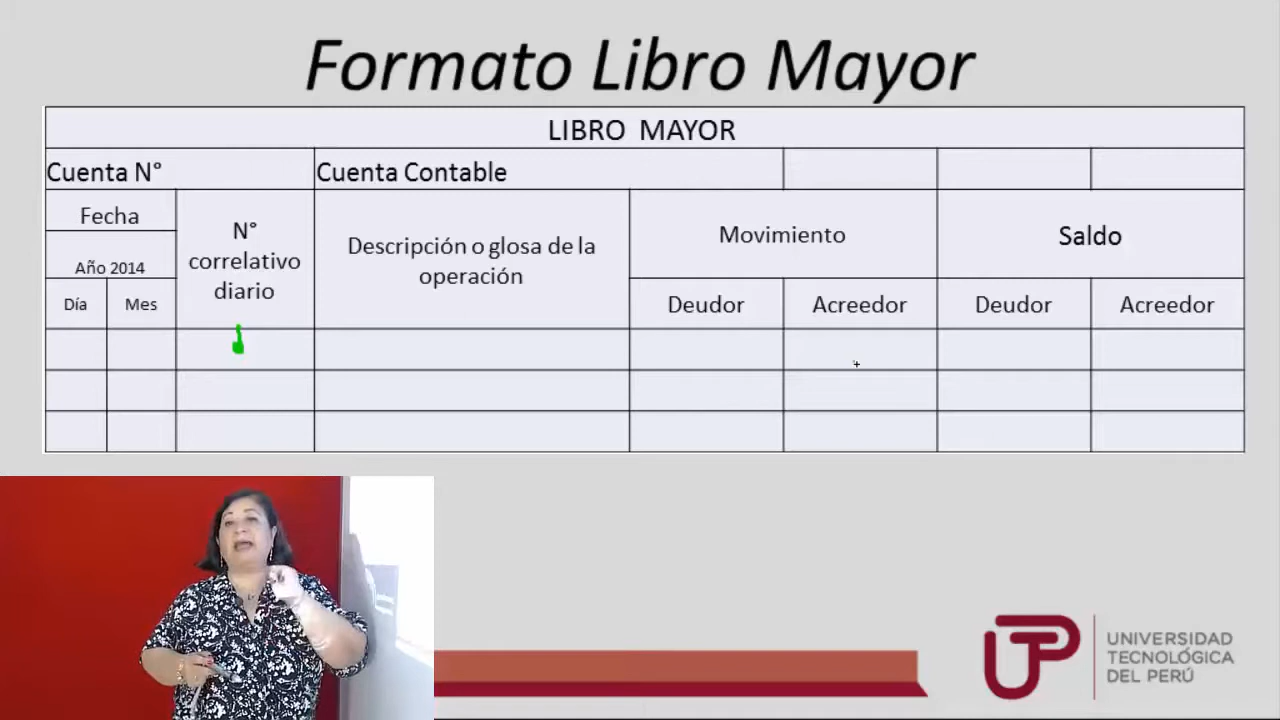 Formato Libro Mayor
LIBRO MAYOR
Cuenta N°
Cuenta Contable
Fecha
Año 2014
Día
Mes
N°
correlativo
diario
Descripción o glosa de la
operación
Movimiento
Deudor
Acreedor
Saldo
Deudor
Acreedor
UTP
UNIVERSIDAD
TECNOLÓGICA
DEL PERÚ